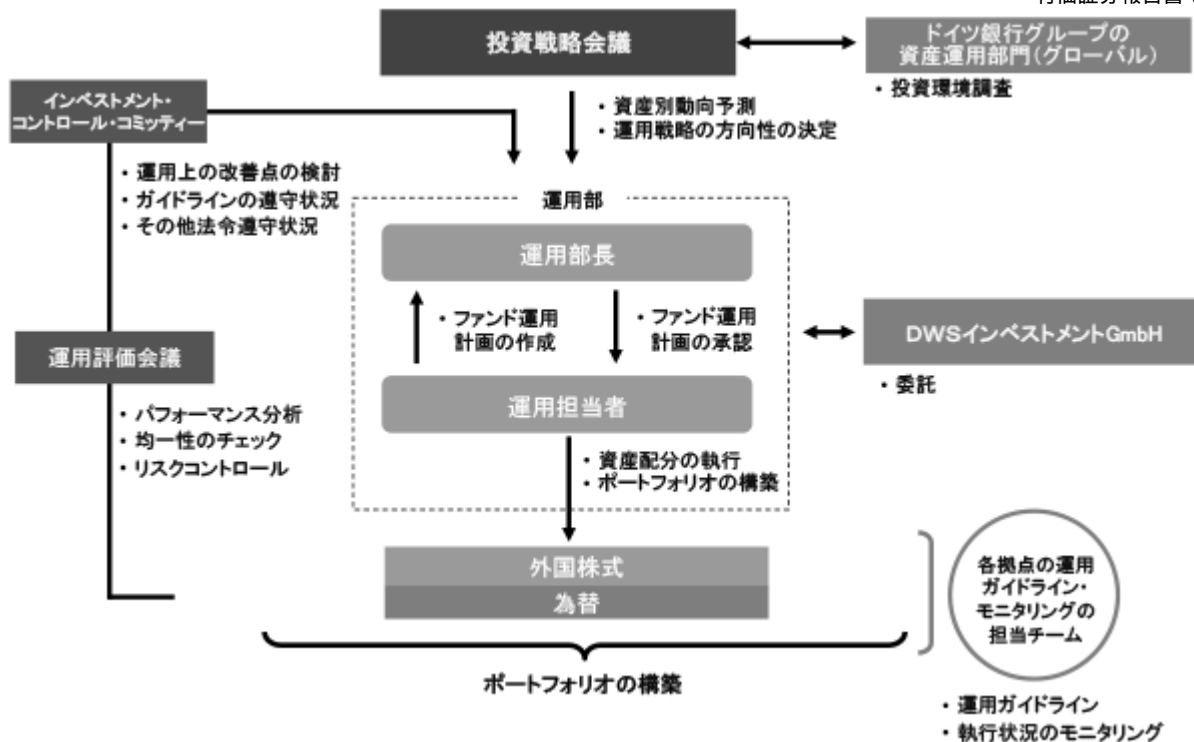 投資戦略会議
ドイツ銀行グループの
資産運用部門(グローバル)
・投資環境調査
インベストメント・
コントロール・コミッティー
・資産別動向予測
・運用戦略の方向性の決定
・運用上の改善点の検討
・ガイドラインの遵守状況
・その他法令遵守状況
運用部
運用部長
・ファンド運用
計画の作成
・ファンド運用
計画の承認
DWSインベストメントGmbH
・委託
運用評価会議
運用担当者
・パフォーマンス分析
・均一性のチェック
・リスクコントロール
・資産配分の執行
・ポートフォリオの構築
外国株式
為替
各拠点の運用
ガイドライン・
モニタリングの
担当チーム
ポートフォリオの構築
・運用ガイドライン
・執行状況のモニタリング